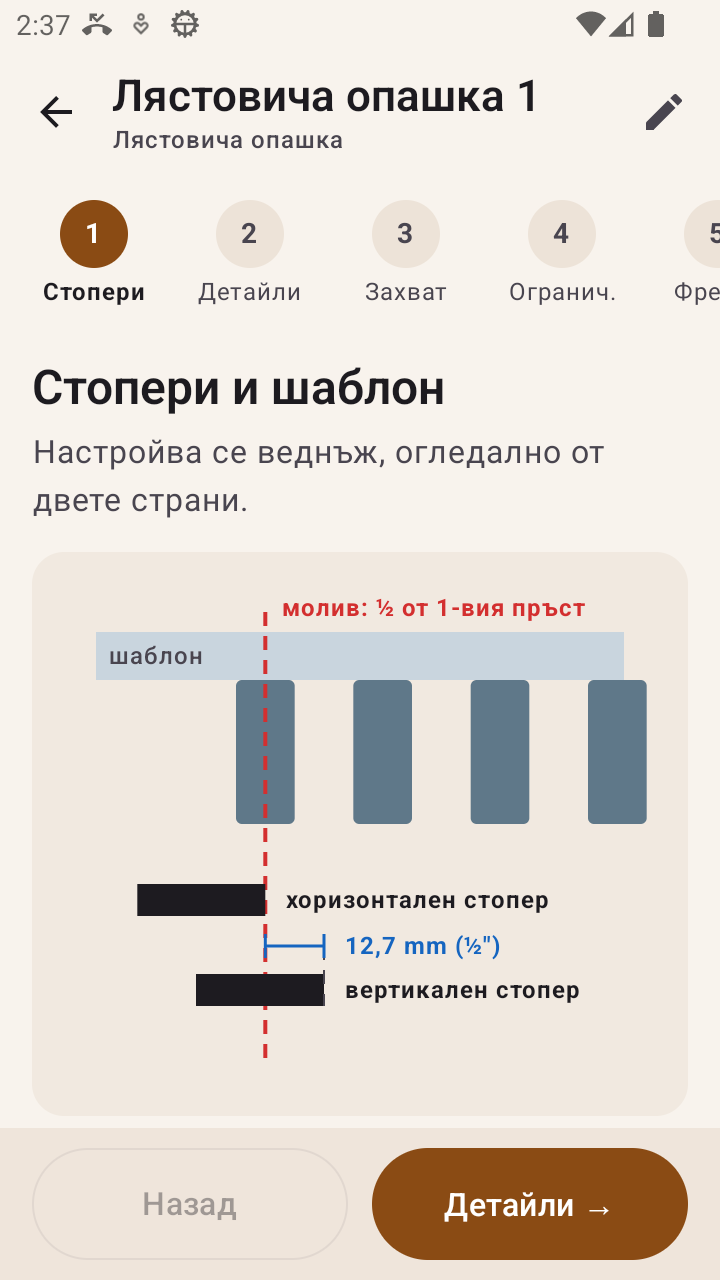 2:37
Лястовича опашка 1
Лястовича опашка
1 2 3 4 5
Стопери Детайли Захват Огранич. Фре
Стопери и шаблон
Настройва се веднъж, огледално от
двете страни.
молив: ½ от 1-вия пръст
шаблон
хоризонтален стопер
12,7 mm (½")
вертикален стопер
Назад Детайли →